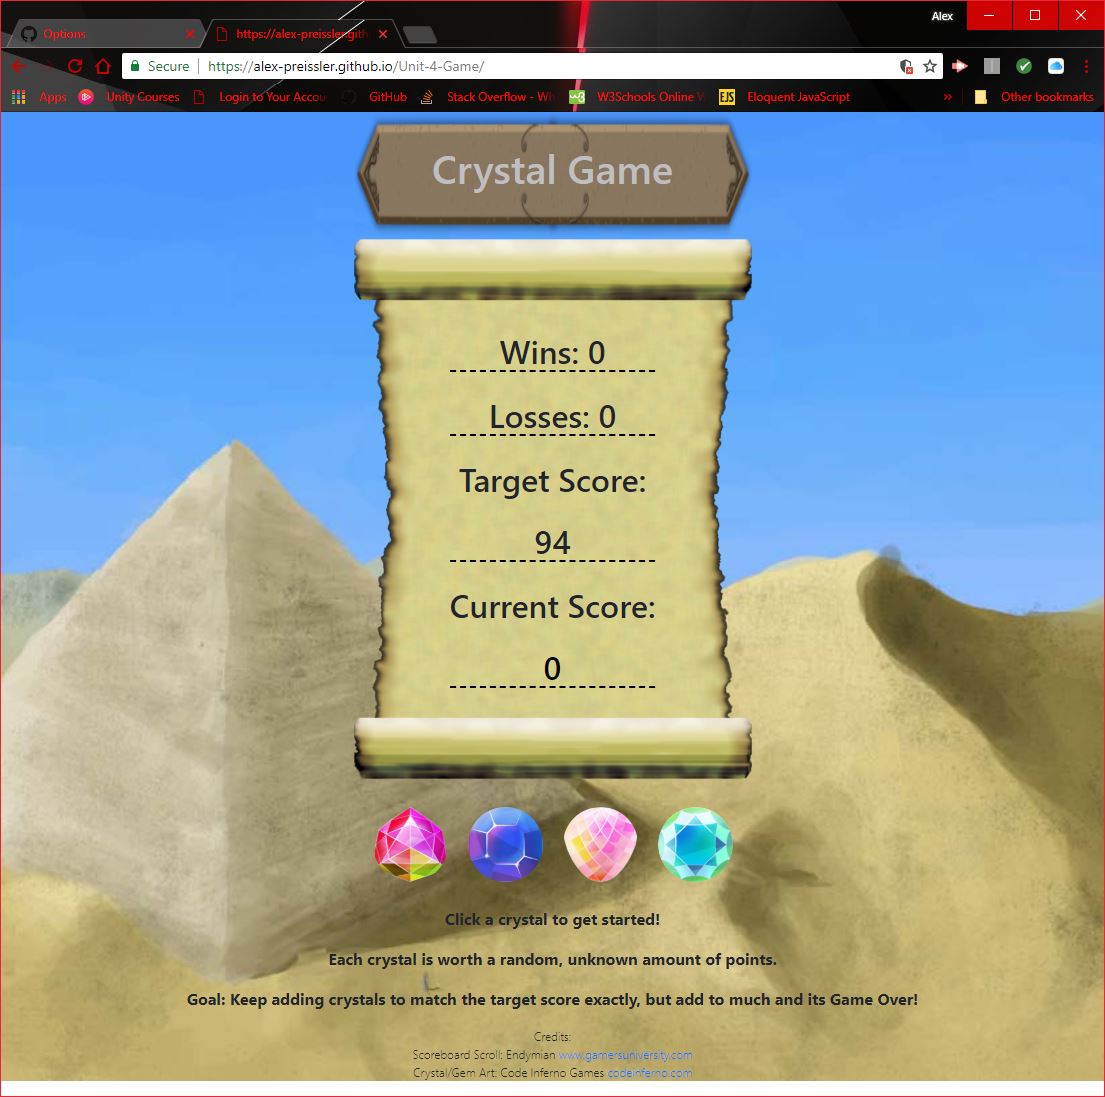 Alex
Options
https://alex-preissler.gith
Secure https://alex-preissler.github.io/Unit-4-Game/
Apps Unity Courses Login to Your Accou GitHub Stack Overflow - Wh W3Schools Online W EJS Eloquent JavaScript » Other bookmarks
Crystal Game
Wins: 0
Losses: 0
Target Score:
94
Current Score:
0
Click a crystal to get started!
Each crystal is worth a random, unknown amount of points.
Goal: Keep adding crystals to match the target score exactly, but add to much and its Game Over!
Credits:
Scoreboard Scroll: Endymian www.gamersuniversity.com
Crystal/Gem Art: Code Inferno Games codeinferno.com